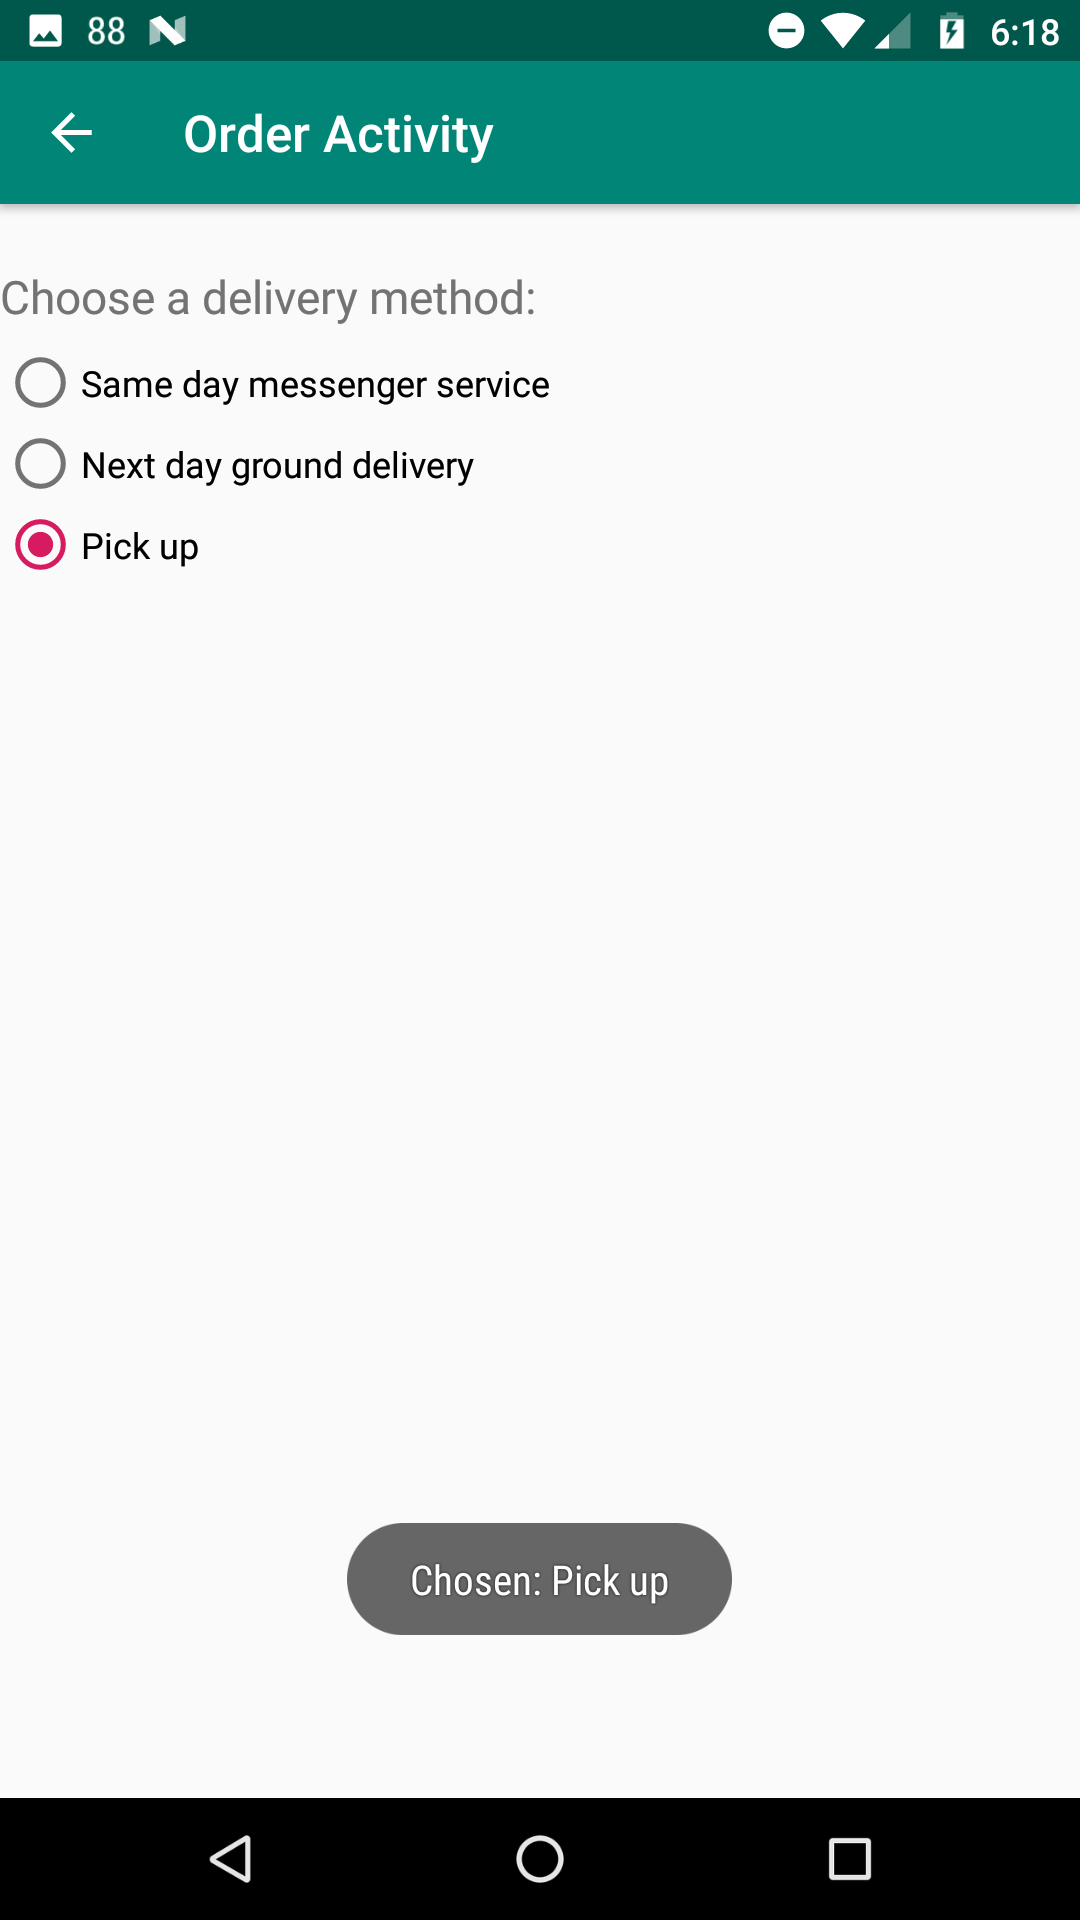 88 6:18
Order Activity
Choose a delivery method:
Same day messenger service
Next day ground delivery
Pick up
Chosen: Pick up